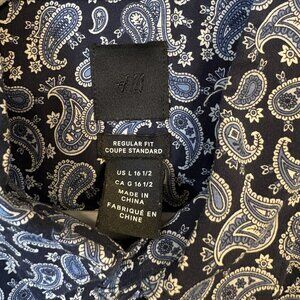 H&M
REGULAR FIT
COUPE STANDARD
US L 16 1/2
CA G 16 1/2
MADE IN
CHINA
FABRIQUÉ EN
CHINE